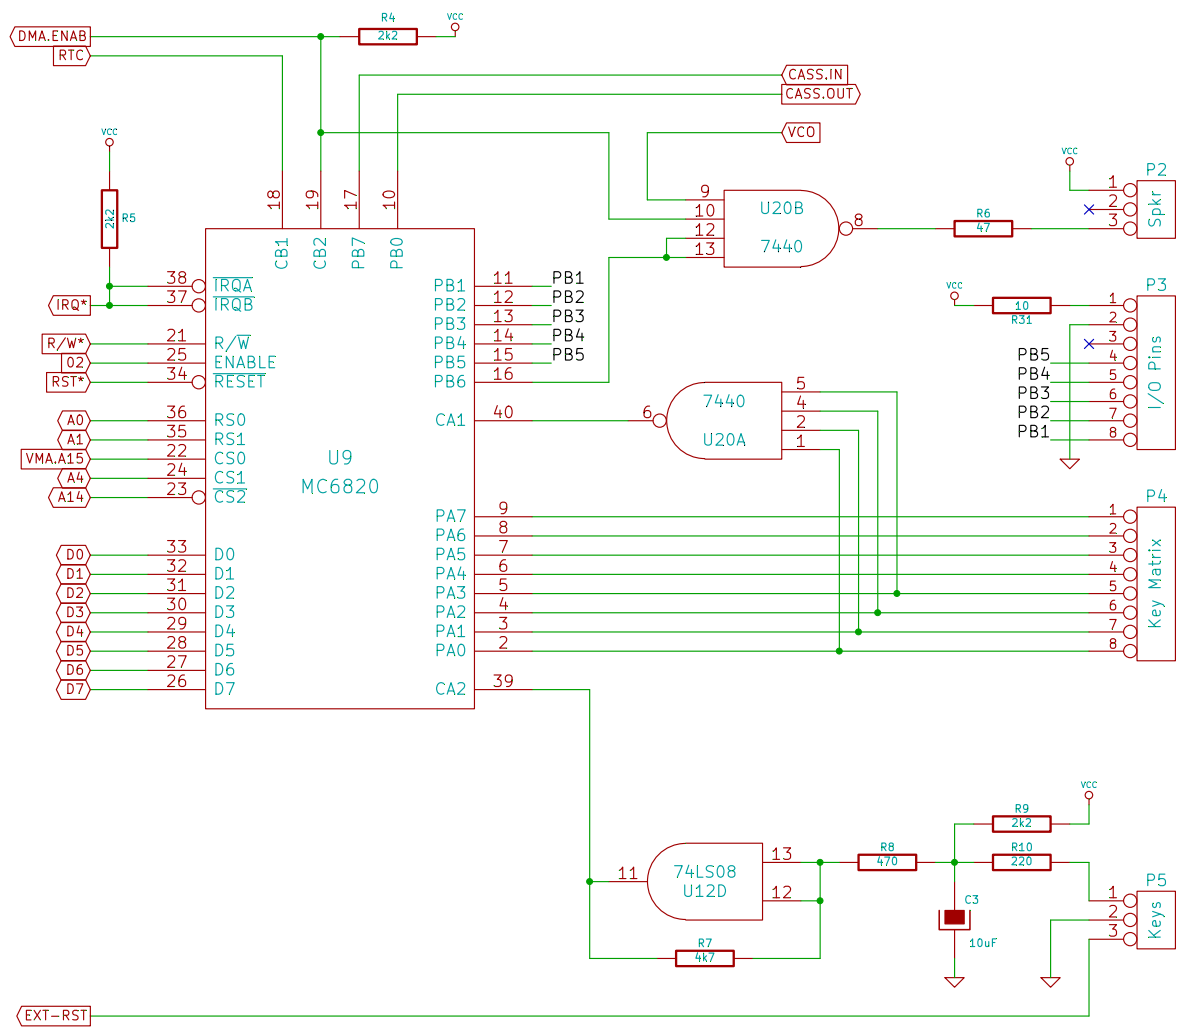 DMA.ENAB
R4
2k2
VCC
RTC
CASS.IN
CASS.OUT
VCO
VCC
R5
2k2
18
19
17
10
CB1
CB2
PB7
PB0
9
10
12
13
U20B
7440
8
R6
47
VCC
P2
1
2
3
Spkr
38
IRQA
37
IRQB
IRQ*
R/W*
21
R/W
02
25
ENABLE
RST*
34
RESET
A0
36
RS0
A1
35
RS1
VMA.A15
22
CS0
A4
24
CS1
A14
23
CS2
D0
33
D0
D1
32
D1
D2
31
D2
D3
30
D3
D4
29
D4
D5
28
D5
D6
27
D6
D7
26
D7
U9
MC6820
PB1
11
PB1
PB2
12
PB2
PB3
13
PB3
PB4
14
PB4
PB5
15
PB5
PB6
16
CA1
40
6
7440
U20A
5
4
2
1
VCC
10
R31
P3
1
2
3
4
5
6
7
8
I/O Pins
PB5
PB4
PB3
PB2
PB1
PA7
9
PA6
8
PA5
7
PA4
6
PA3
5
PA2
4
PA1
3
PA0
2
CA2
39
P4
1
2
3
4
5
6
7
8
Key Matrix
11
74LS08
U12D
13
12
R7
4k7
R8
470
R9
2k2
VCC
R10
220
C3
10uF
P5
1
2
3
Keys
EXT-RST